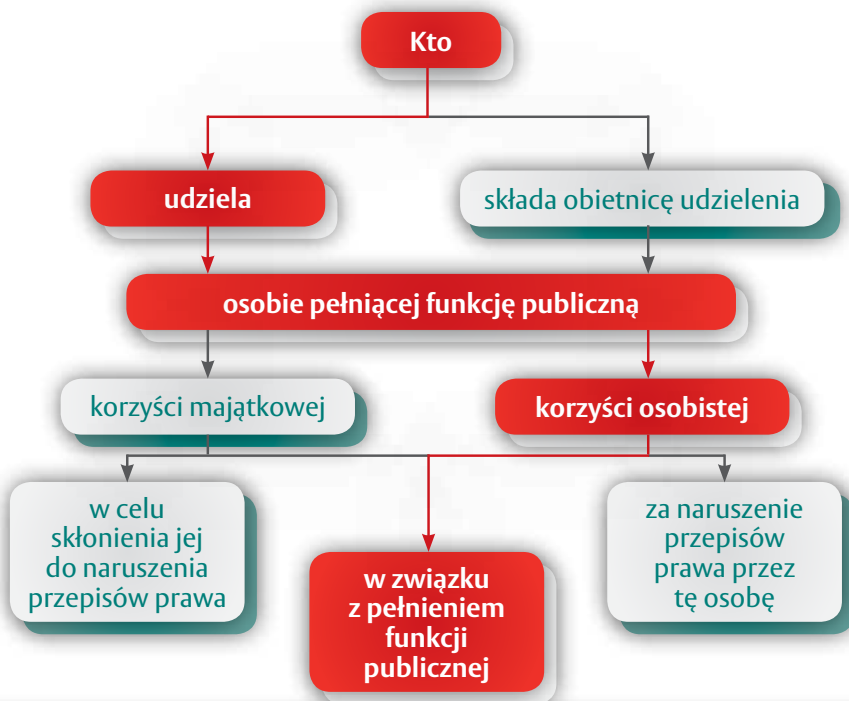 Kto
udziela
składa obietnicę udzielenia
osobie pełniącej funkcję publiczną
korzyści majątkowej
korzyści osobistej
w celu
skłonienia jej
do naruszenia
przepisów prawa
w związku
z pełnieniem
funkcji
publicznej
za naruszenie
przepisów
prawa przez
tę osobę